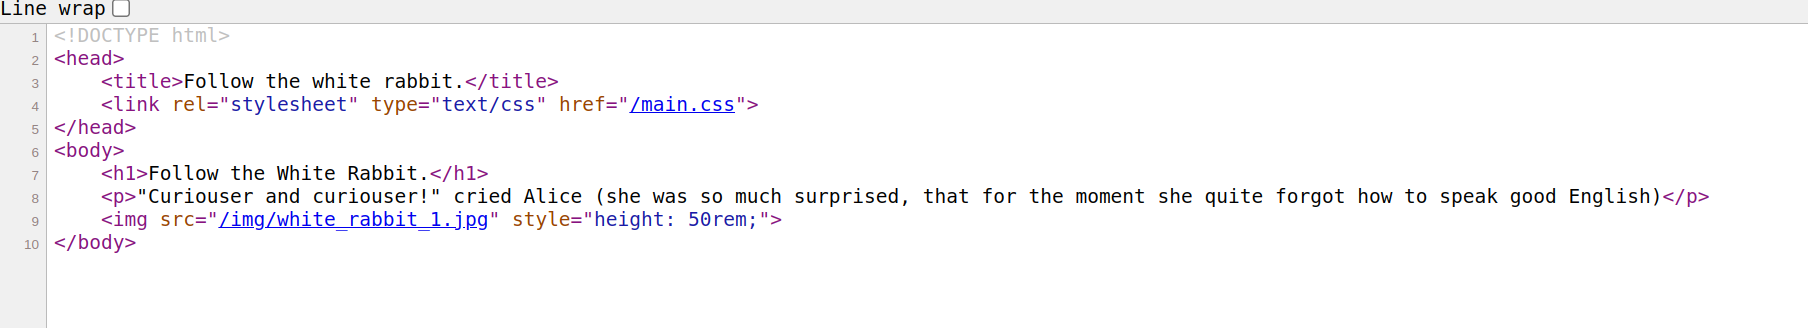 Line wrap
1 <!DOCTYPE html>
2 <head>
3     <title>Follow the white rabbit.</title>
4     <link rel="stylesheet" type="text/css" href="/main.css">
5 </head>
6 <body>
7     <h1>Follow the White Rabbit.</h1>
8     <p>"Curiouser and curiouser!" cried Alice (she was so much surprised, that for the moment she quite forgot how to speak good English)</p>
9     <img src="/img/white_rabbit_1.jpg" style="height: 50rem;">
10 </body>